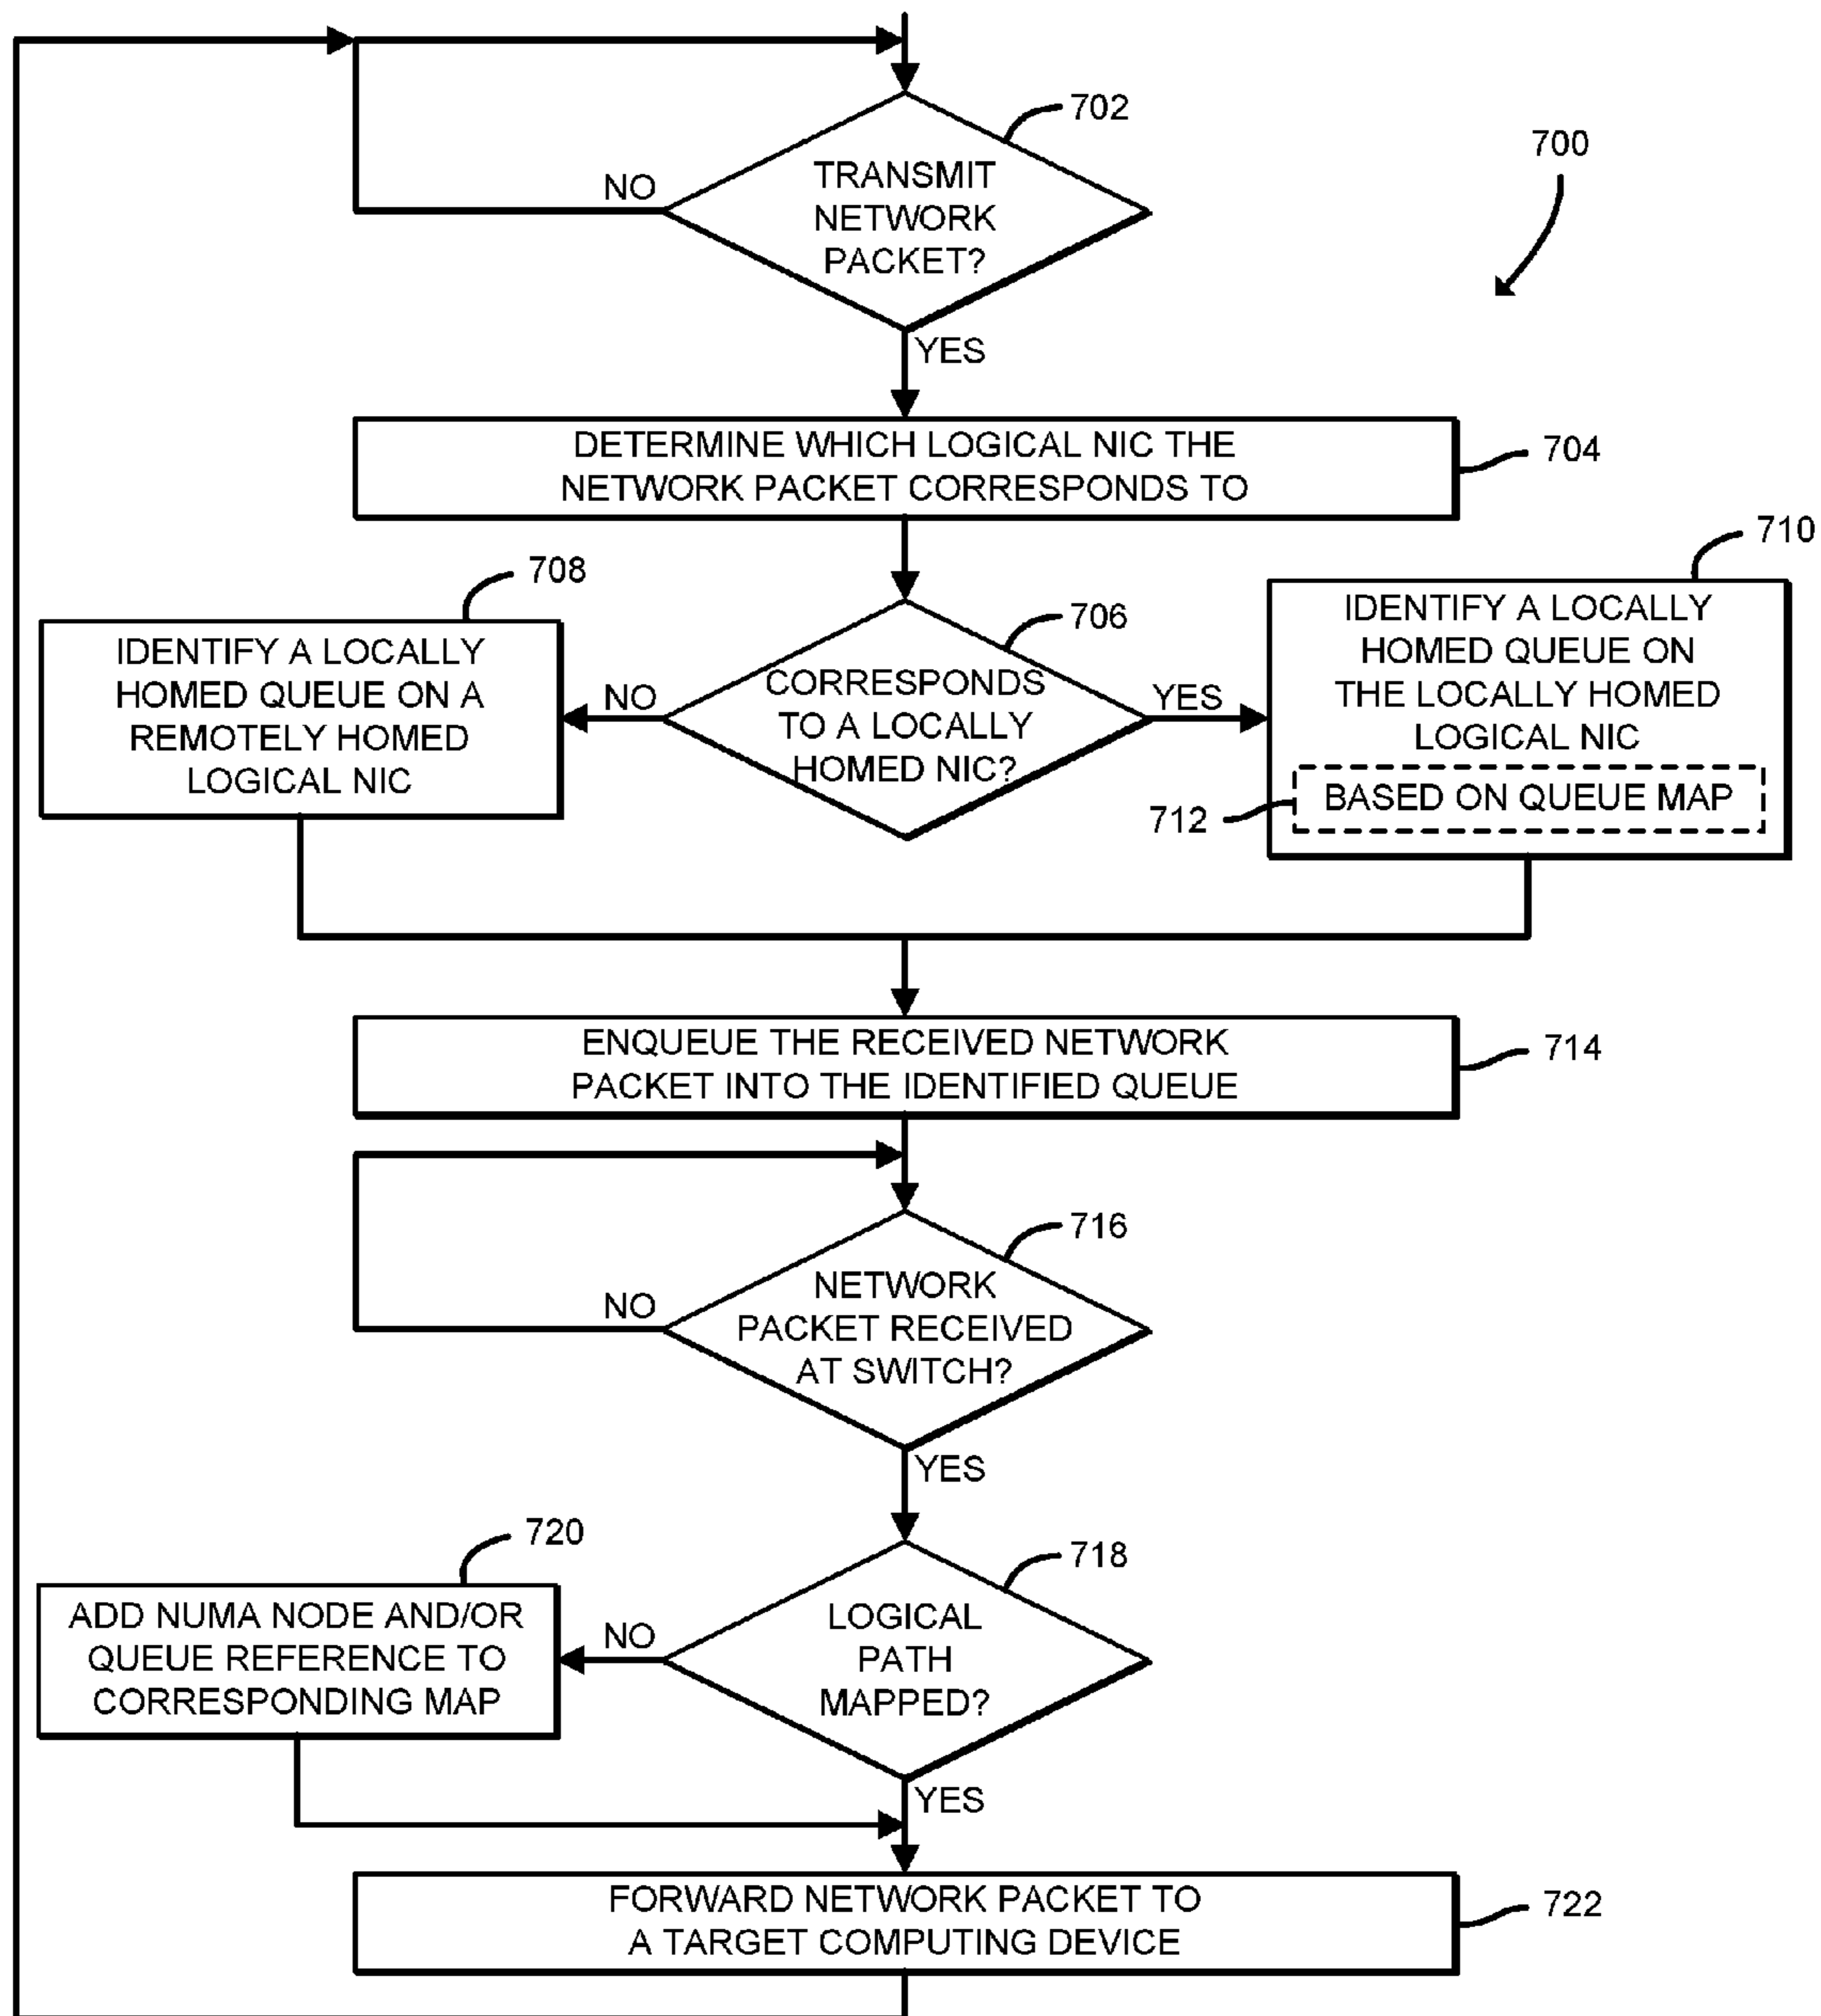 702
700
TRANSMIT
NETWORK
PACKET?
NO
YES
DETERMINE WHICH LOGICAL NIC THE
NETWORK PACKET CORRESPONDS TO
704
708
706
710
IDENTIFY A LOCALLY
HOMED QUEUE ON A
REMOTELY HOMED
LOGICAL NIC
NO
CORRESPONDS
TO A LOCALLY
HOMED NIC?
YES
IDENTIFY A LOCALLY
HOMED QUEUE ON
THE LOCALLY HOMED
LOGICAL NIC
BASED ON QUEUE MAP
712
ENQUEUE THE RECEIVED NETWORK
PACKET INTO THE IDENTIFIED QUEUE
714
716
NETWORK
PACKET RECEIVED
AT SWITCH?
NO
YES
720
718
ADD NUMA NODE AND/OR
QUEUE REFERENCE TO
CORRESPONDING MAP
NO
LOGICAL
PATH
MAPPED?
YES
FORWARD NETWORK PACKET TO
A TARGET COMPUTING DEVICE
722